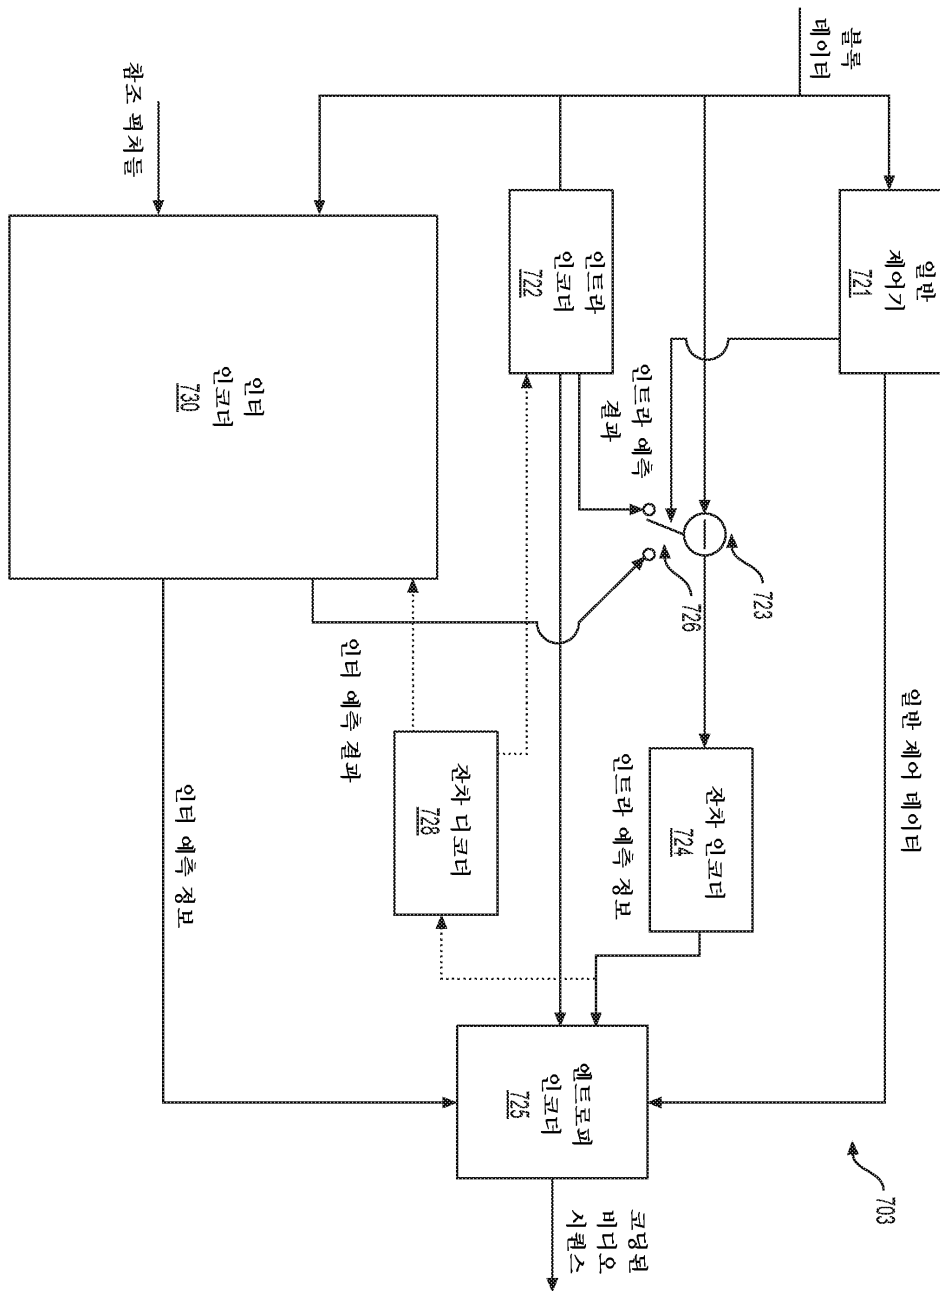 블록
데이터
일반
제어기
721
일반 제어 데이터
703
723
726
인트라
인코더
722
인트라 예측
결과
잔차 인코더
724
인트라 예측 정보
엔트로피
인코더
725
코딩된
비디오
시퀀스
잔차 디코더
728
인터 예측 결과
참조 픽처들
인터
인코더
730
인터 예측 정보